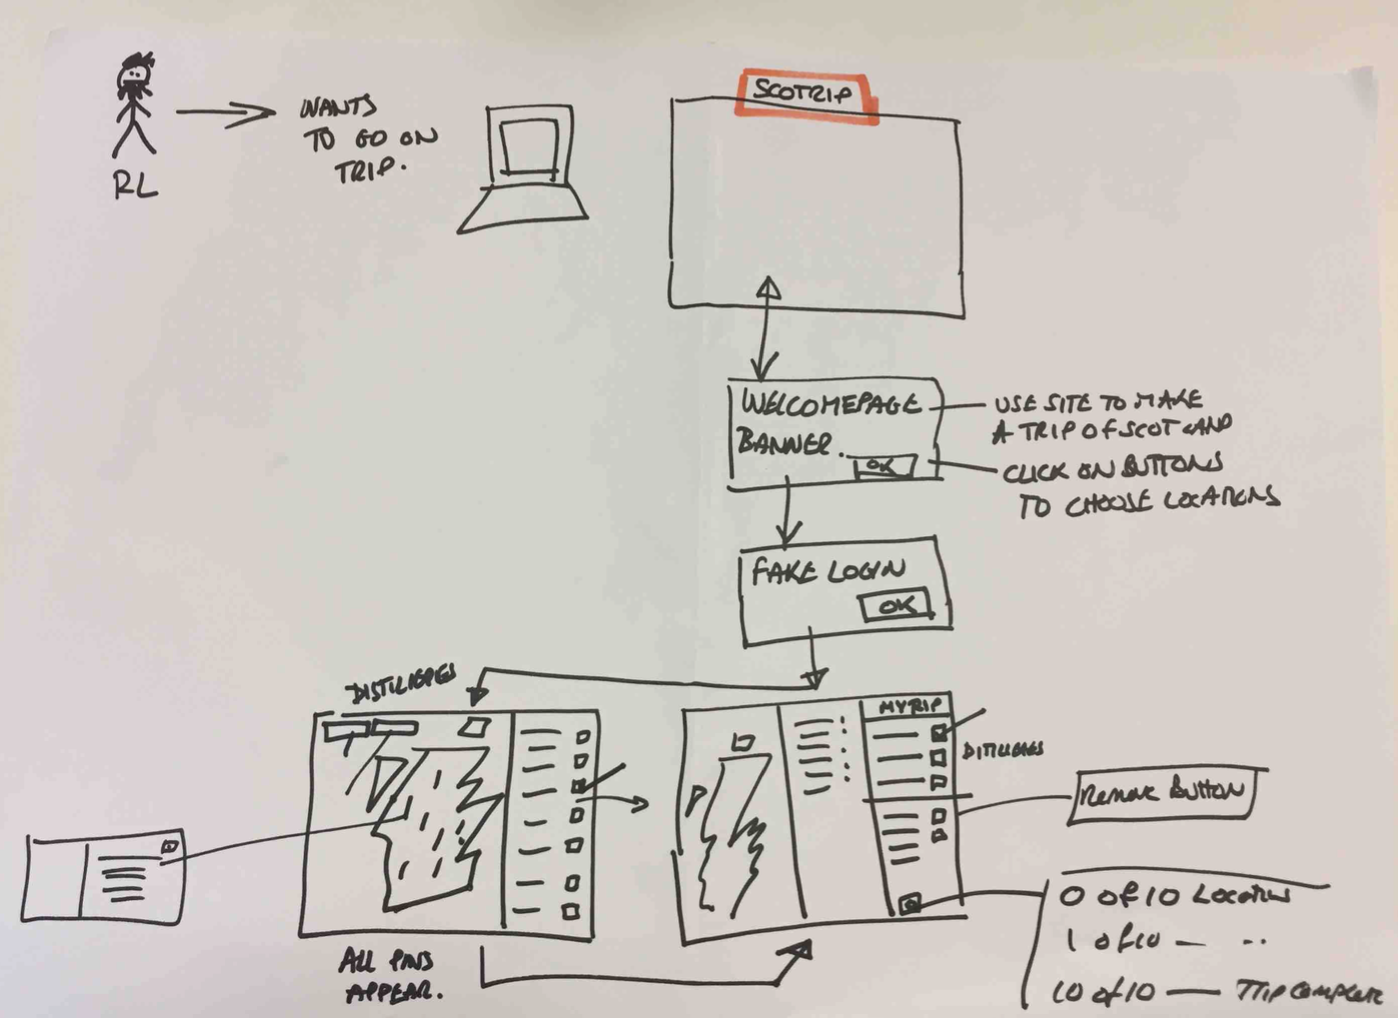 RL
WANTS
TO GO ON
TRIP.
SCOTRIP
WELCOMEPAGE
BANNER.
OK
USE SITE TO MAKE
A TRIP OF SCOTLAND
CLICK ON BUTTONS
TO CHOOSE LOCATIONS
FAKE LOGIN
OK
DISTILLERIES
MYTRIP
DISTILLERIES
REMOVE BUTTON
ALL PINS
APPEAR.
0 of 10 LOCATIONS
1 of 10 — ..
10 of 10 — TRIP COMPLETE